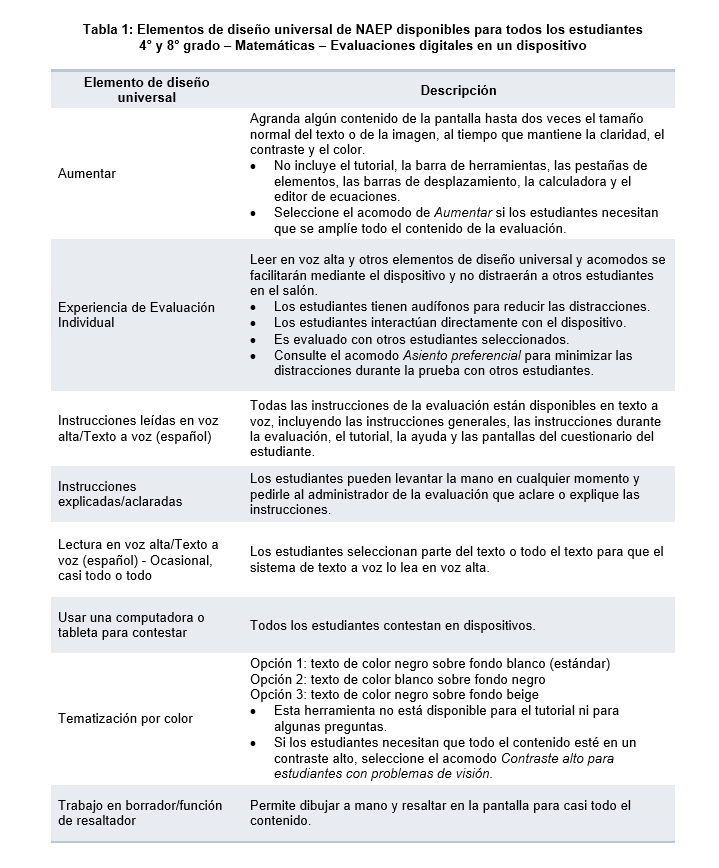 Tabla 1: Elementos de diseño universal de NAEP disponibles para todos los estudiantes
4° y 8° grado – Matemáticas – Evaluaciones digitales en un dispositivo
Elemento de diseño
universal
Descripción
Aumentar
Agranda algún contenido de la pantalla hasta dos veces el tamaño
normal del texto o de la imagen, al tiempo que mantiene la claridad, el
contraste y el color.
• No incluye el tutorial, la barra de herramientas, las pestañas de
elementos, las barras de desplazamiento, la calculadora y el
editor de ecuaciones.
• Seleccione el acomodo de Aumentar si los estudiantes necesitan
que se amplíe todo el contenido de la evaluación.
Experiencia de Evaluación
Individual
Leer en voz alta y otros elementos de diseño universal y acomodos se
facilitarán mediante el dispositivo y no distraerán a otros estudiantes
en el salón.
• Los estudiantes tienen audífonos para reducir las distracciones.
• Los estudiantes interactúan directamente con el dispositivo.
• Es evaluado con otros estudiantes seleccionados.
• Consulte el acomodo Asiento preferencial para minimizar las
distracciones durante la prueba con otros estudiantes.
Instrucciones leídas en voz
alta/Texto a voz (español)
Todas las instrucciones de la evaluación están disponibles en texto a
voz, incluyendo las instrucciones generales, las instrucciones durante
la evaluación, el tutorial, la ayuda y las pantallas del cuestionario del
estudiante.
Instrucciones
explicadas/aclaradas
Los estudiantes pueden levantar la mano en cualquier momento y
pedirle al administrador de la evaluación que aclare o explique las
instrucciones.
Lectura en voz alta/Texto a
voz (español) - Ocasional,
casi todo o todo
Los estudiantes seleccionan parte del texto o todo el texto para que el
sistema de texto a voz lo lea en voz alta.
Usar una computadora o
tableta para contestar
Todos los estudiantes contestan en dispositivos.
Tematización por color
Opción 1: texto de color negro sobre fondo blanco (estándar)
Opción 2: texto de color blanco sobre fondo negro
Opción 3: texto de color negro sobre fondo beige
• Esta herramienta no está disponible para el tutorial ni para
algunas preguntas.
• Si los estudiantes necesitan que todo el contenido esté en un
contraste alto, seleccione el acomodo Contraste alto para
estudiantes con problemas de visión.
Trabajo en borrador/función
de resaltador
Permite dibujar a mano y resaltar en la pantalla para casi todo el
contenido.